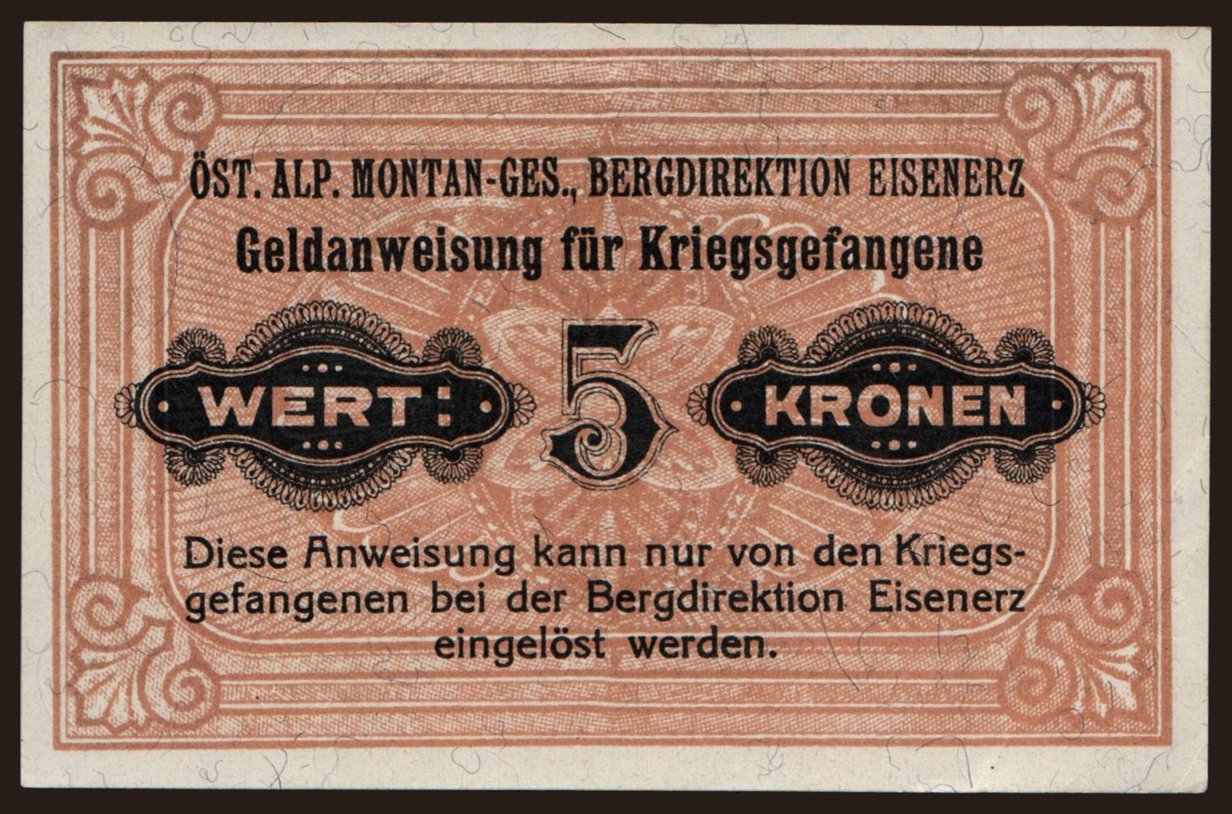 ÖST. ALP. MONTAN-GES., BERGDIREKTION EISENERZ
Geldanweisung für Kriegsgefangene
WERT: 5 KRONEN
Diese Anweisung kann nur von den Kriegs-
gefangenen bei der Bergdirektion Eisenerz
eingelöst werden.